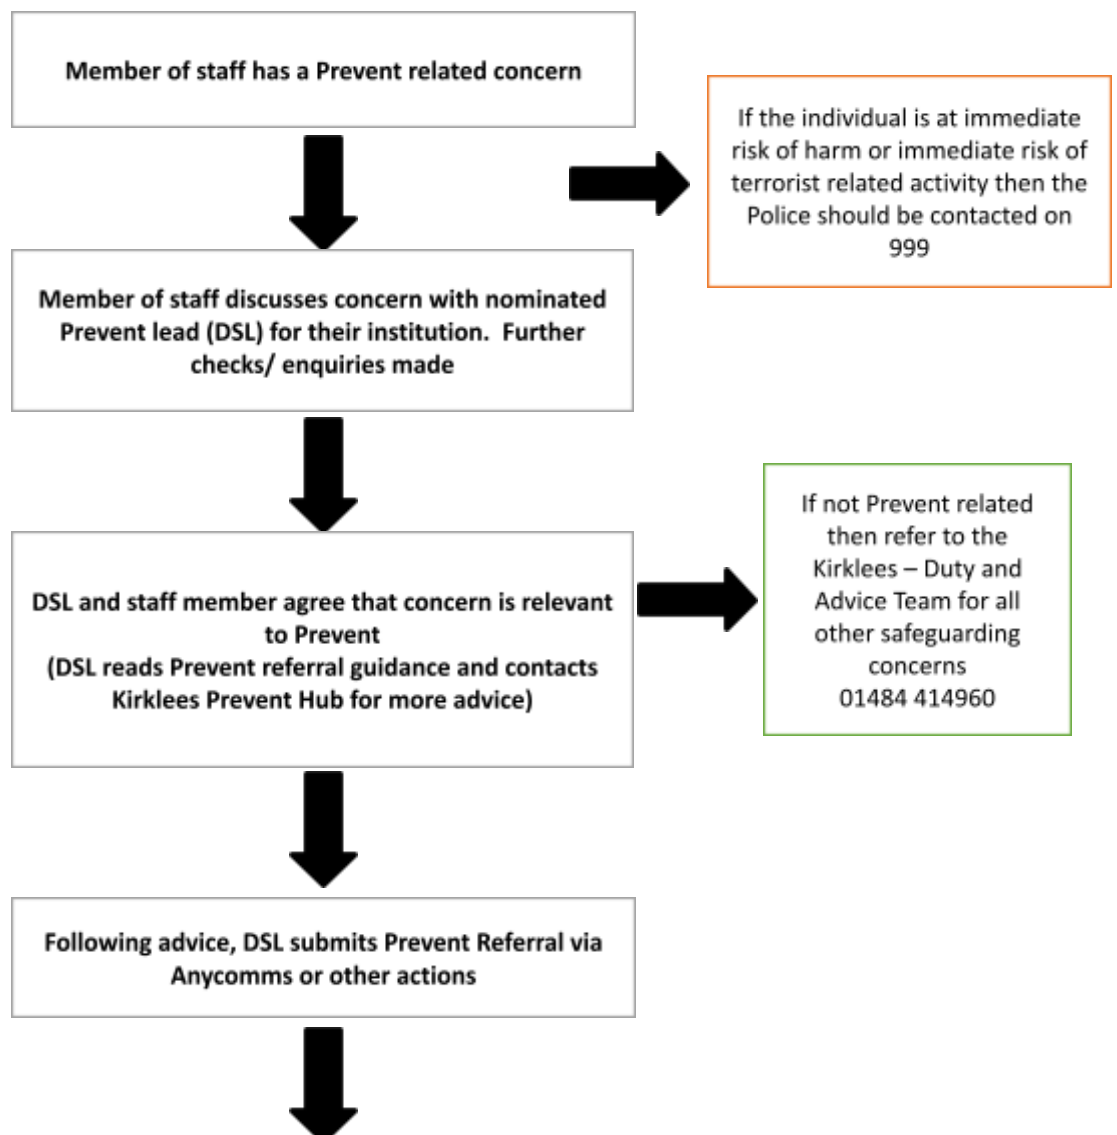 Member of staff has a Prevent related concern
If the individual is at immediate
risk of harm or immediate risk of
terrorist related activity then the
Police should be contacted on
999
Member of staff discusses concern with nominated
Prevent lead (DSL) for their institution.  Further
checks/ enquiries made
DSL and staff member agree that concern is relevant
to Prevent
(DSL reads Prevent referral guidance and contacts
Kirklees Prevent Hub for more advice)
If not Prevent related
then refer to the
Kirklees – Duty and
Advice Team for all
other safeguarding
concerns
01484 414960
Following advice, DSL submits Prevent Referral via
Anycomms or other actions